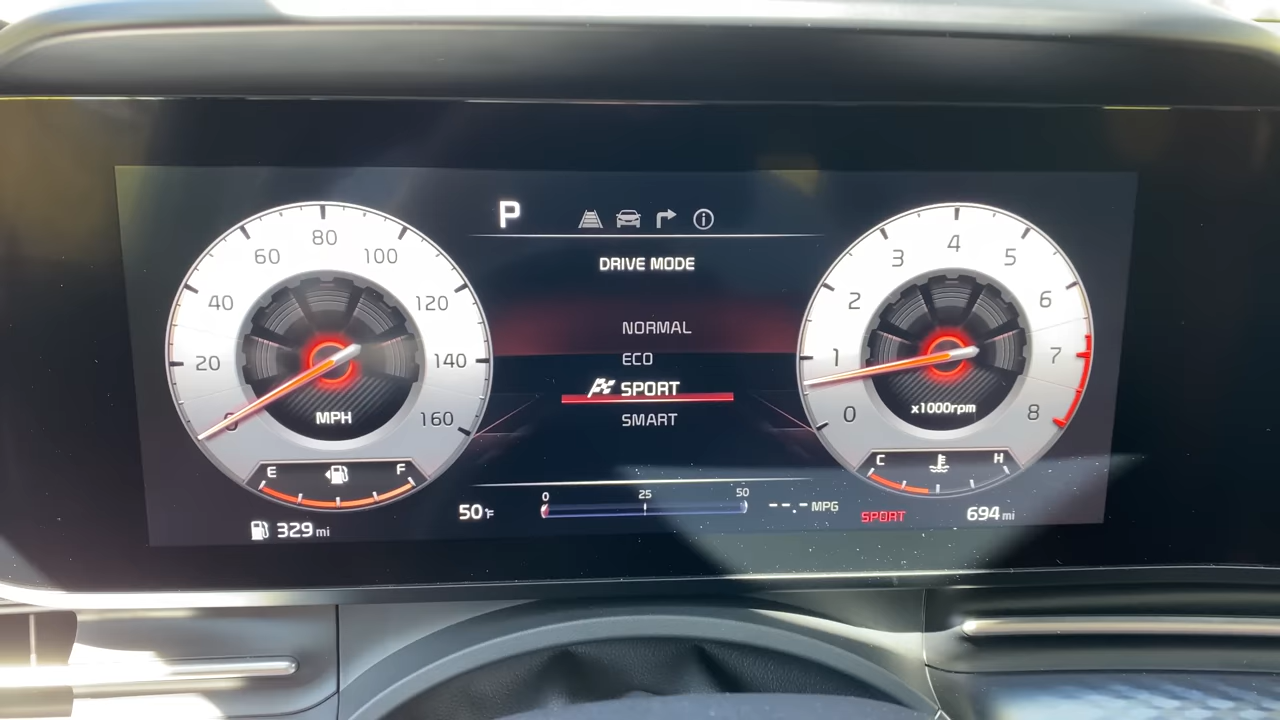 P
DRIVE MODE
NORMAL
ECO
SPORT
SMART
0
20
40
60
80
100
120
140
160
MPH
E
F
329 mi
50°F
0 25 50
--.- MPG
0
1
2
3
4
5
6
7
8
x1000rpm
C
H
SPORT
694 mi